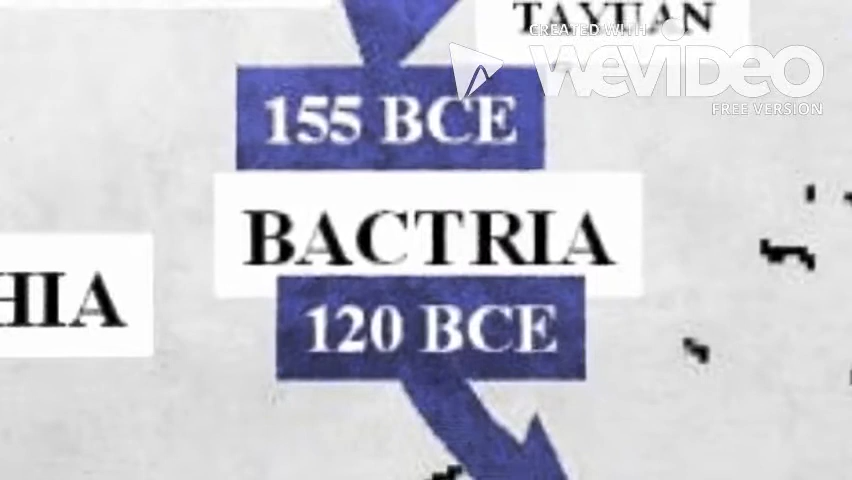 TAYUAN
CREATED WITH
WEVIDEO
FREE VERSION
155 BCE
BACTRIA
HIA
120 BCE